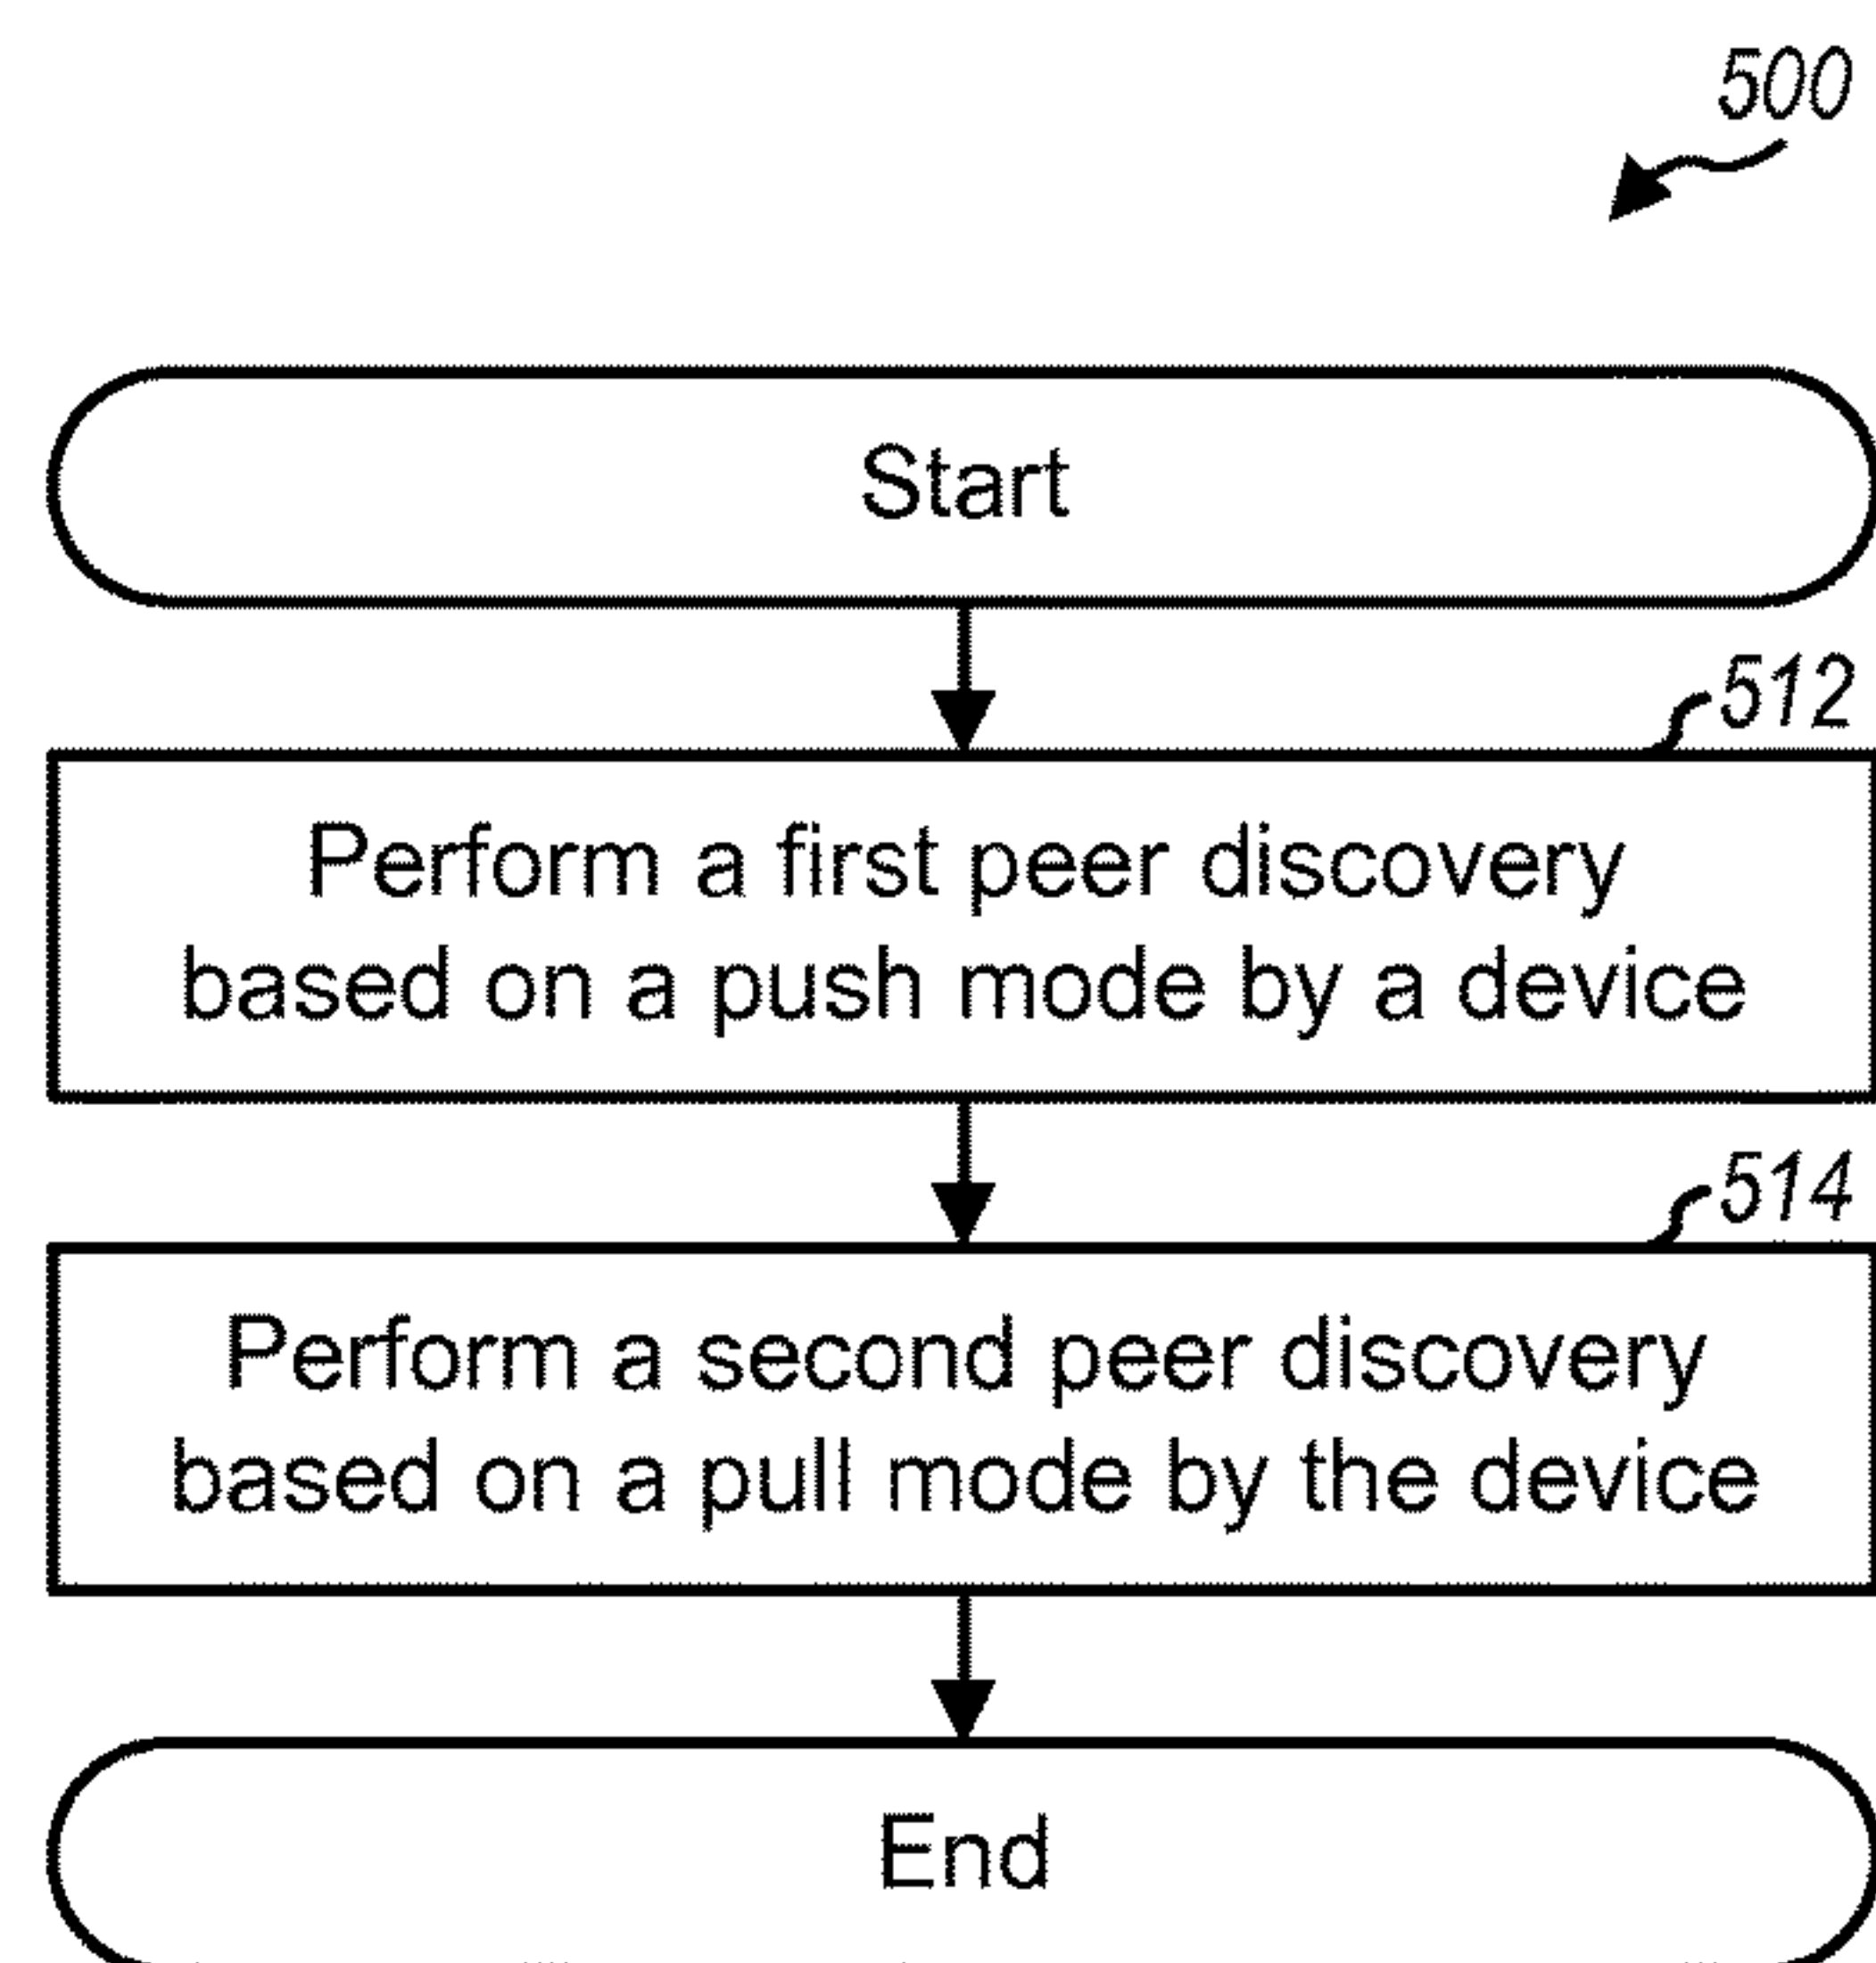 500
Start
512
Perform a first peer discovery
based on a push mode by a device
514
Perform a second peer discovery
based on a pull mode by the device
End